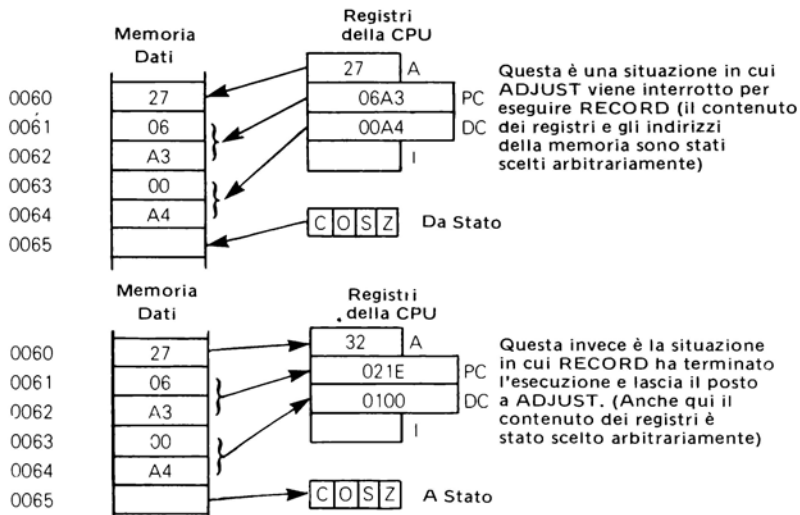 Memoria
Dati
Registri
della CPU
27 A
0060 27
06A3 PC
0061 06
00A4 DC
0062 A3
I
0063 00
0064 A4
C O S Z Da Stato
0065
Questa è una situazione in cui
ADJUST viene interrotto per
eseguire RECORD (il contenuto
dei registri e gli indirizzi
della memoria sono stati
scelti arbitrariamente)
Memoria
Dati
Registri
della CPU
32 A
0060 27
021E PC
0061 06
0100 DC
0062 A3
I
0063 00
0064 A4
C O S Z A Stato
0065
Questa invece è la situazione
in cui RECORD ha terminato
l'esecuzione e lascia il posto
a ADJUST. (Anche qui il
contenuto dei registri è
stato scelto arbitrariamente)